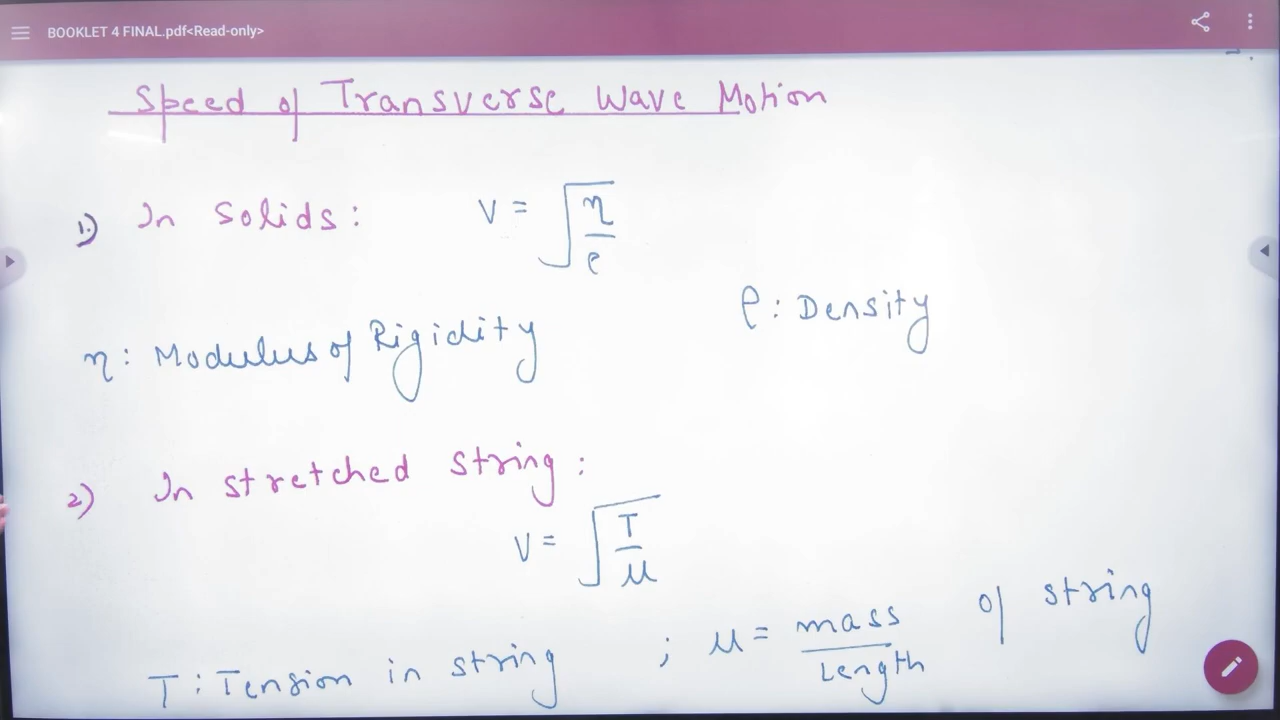 BOOKLET 4 FINAL.pdf<Read-only>
Speed of Transverse Wave Motion
1.) In Solids: V = √(η/ρ)
ρ: Density
η: Modulus of Rigidity
2) In stretched string:
V = √(T/μ)
T: Tension in string ; μ = mass/Length of string